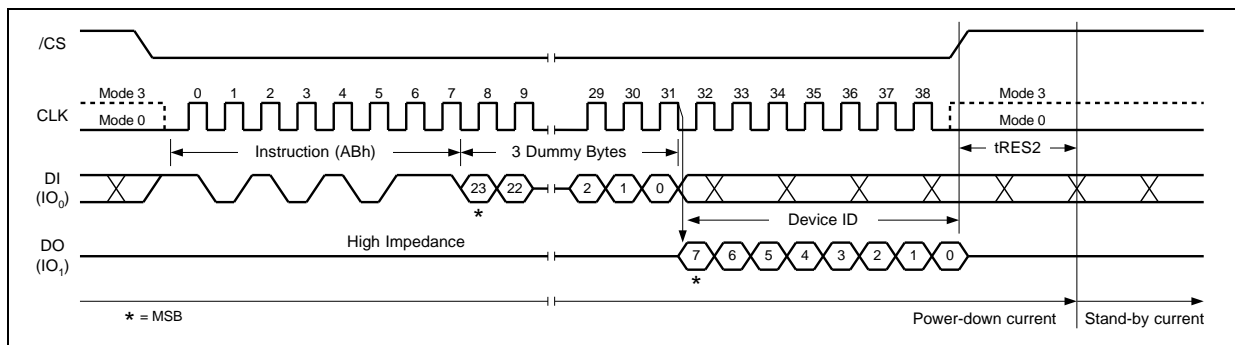 /CS
Mode 3 0 1 2 3 4 5 6 7 8 9 29 30 31 32 33 34 35 36 37 38 Mode 3
CLK
Mode 0 Mode 0
Instruction (ABh) 3 Dummy Bytes tRES2
DI
(IO0)
23 22 2 1 0
*
Device ID
High Impedance
DO
(IO1)
7 6 5 4 3 2 1 0
*
* = MSB
Power-down current Stand-by current